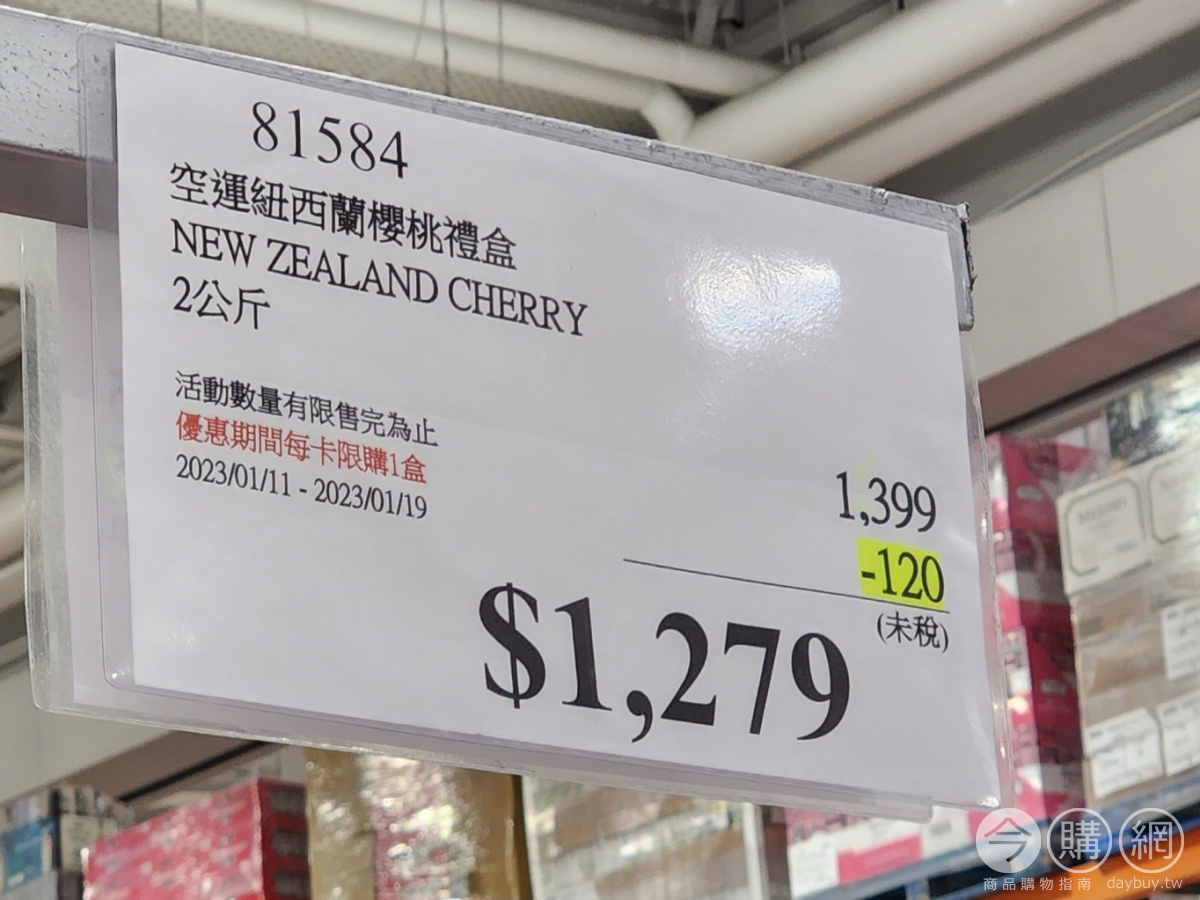 81584
空運紐西蘭櫻桃禮盒
NEW ZEALAND CHERRY
2公斤
活動數量有限售完為止
優惠期間每卡限購1盒
2023/01/11 - 2023/01/19
1,399
-120
(未稅)
$1,279
今購網
商品購物指南 daybuy.tw